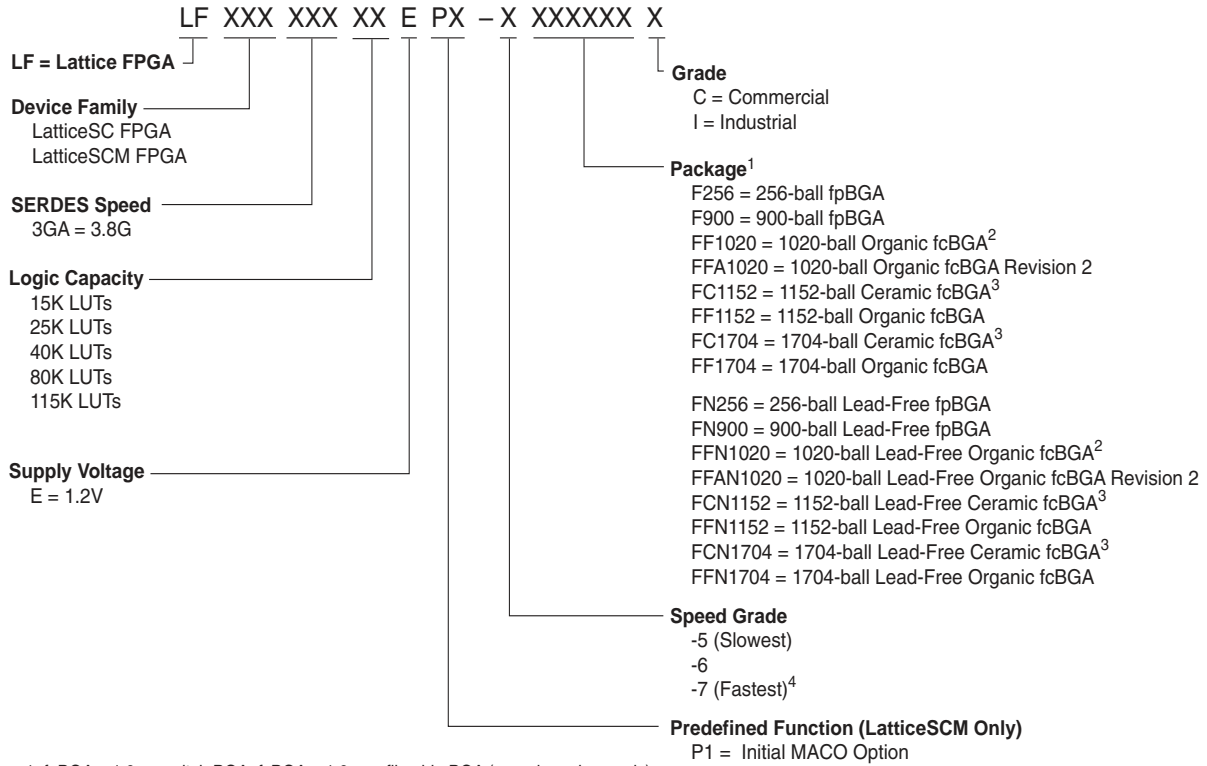 LF XXX XXX XX E PX – X XXXXXX X
LF = Lattice FPGA
Device Family
LatticeSC FPGA
LatticeSCM FPGA
SERDES Speed
3GA = 3.8G
Logic Capacity
15K LUTs
25K LUTs
40K LUTs
80K LUTs
115K LUTs
Supply Voltage
E = 1.2V
Grade
C = Commercial
I = Industrial
Package1
F256 = 256-ball fpBGA
F900 = 900-ball fpBGA
FF1020 = 1020-ball Organic fcBGA2
FFA1020 = 1020-ball Organic fcBGA Revision 2
FC1152 = 1152-ball Ceramic fcBGA3
FF1152 = 1152-ball Organic fcBGA
FC1704 = 1704-ball Ceramic fcBGA3
FF1704 = 1704-ball Organic fcBGA
FN256 = 256-ball Lead-Free fpBGA
FN900 = 900-ball Lead-Free fpBGA
FFN1020 = 1020-ball Lead-Free Organic fcBGA2
FFAN1020 = 1020-ball Lead-Free Organic fcBGA Revision 2
FCN1152 = 1152-ball Lead-Free Ceramic fcBGA3
FFN1152 = 1152-ball Lead-Free Organic fcBGA
FCN1704 = 1704-ball Lead-Free Ceramic fcBGA3
FFN1704 = 1704-ball Lead-Free Organic fcBGA
Speed Grade
-5 (Slowest)
-6
-7 (Fastest)4
Predefined Function (LatticeSCM Only)
P1 = Initial MACO Option